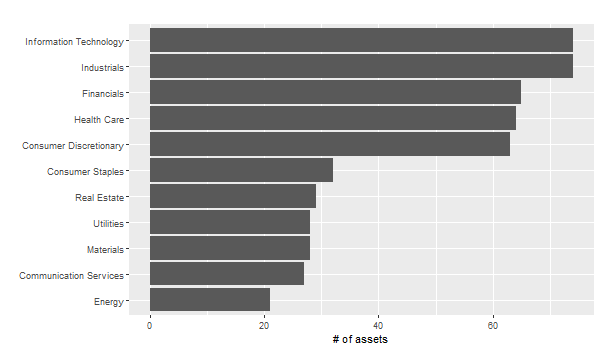 Information Technology
Industrials
Financials
Health Care
Consumer Discretionary
Consumer Staples
Real Estate
Utilities
Materials
Communication Services
Energy
0 20 40 60
# of assets